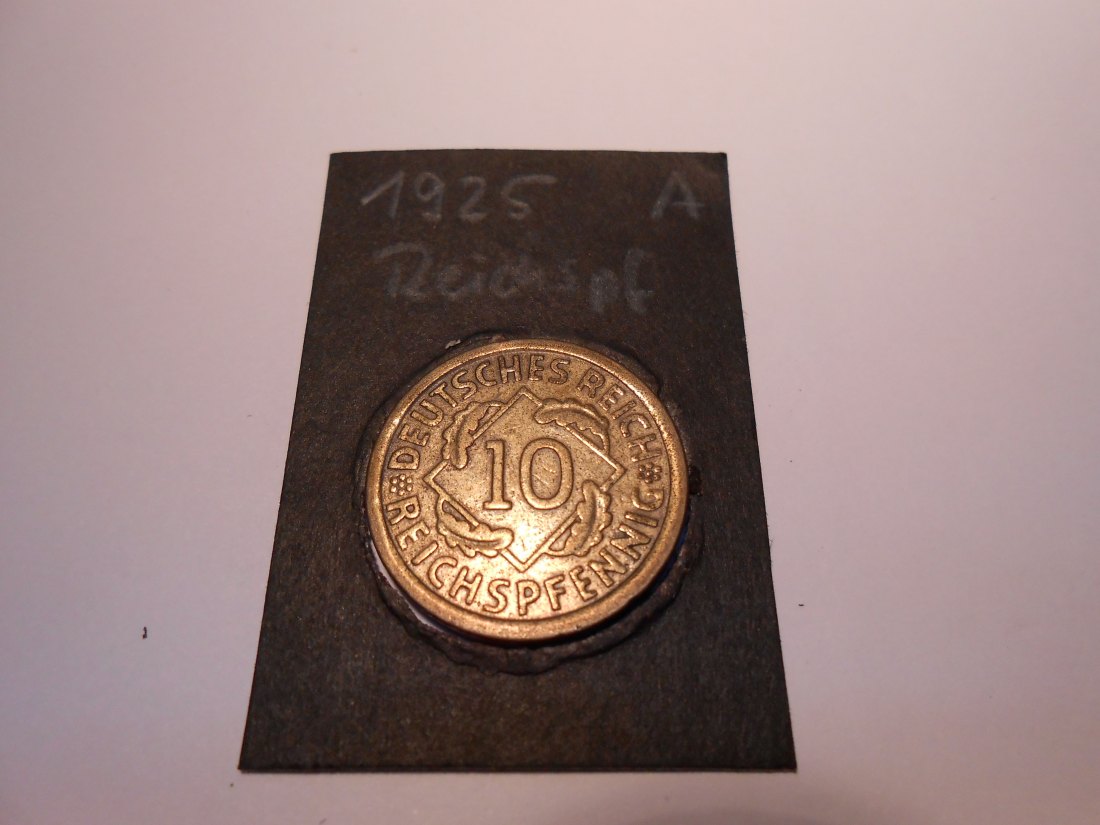 1925 A
Reichspf
DEUTSCHES REICH
10
REICHSPFENNIG